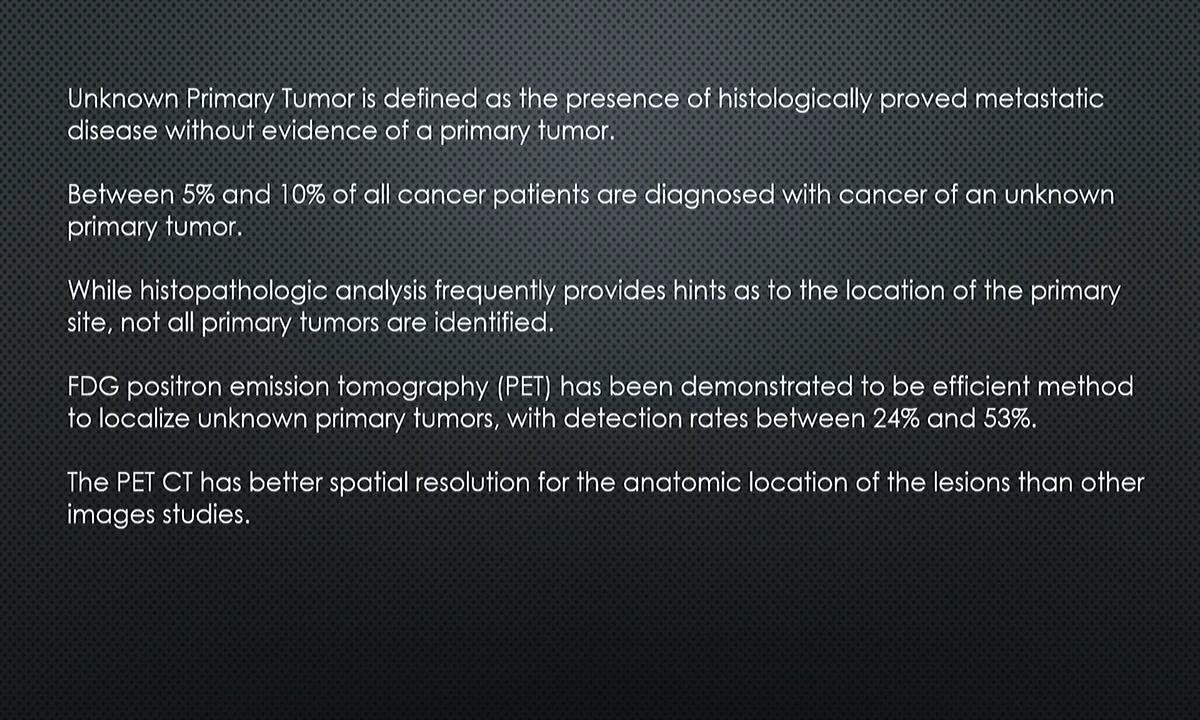 Unknown Primary Tumor is defined as the presence of histologically proved metastatic
disease without evidence of a primary tumor.
Between 5% and 10% of all cancer patients are diagnosed with cancer of an unknown
primary tumor.
While histopathologic analysis frequently provides hints as to the location of the primary
site, not all primary tumors are identified.
FDG positron emission tomography (PET) has been demonstrated to be efficient method
to localize unknown primary tumors, with detection rates between 24% and 53%.
The PET CT has better spatial resolution for the anatomic location of the lesions than other
images studies.